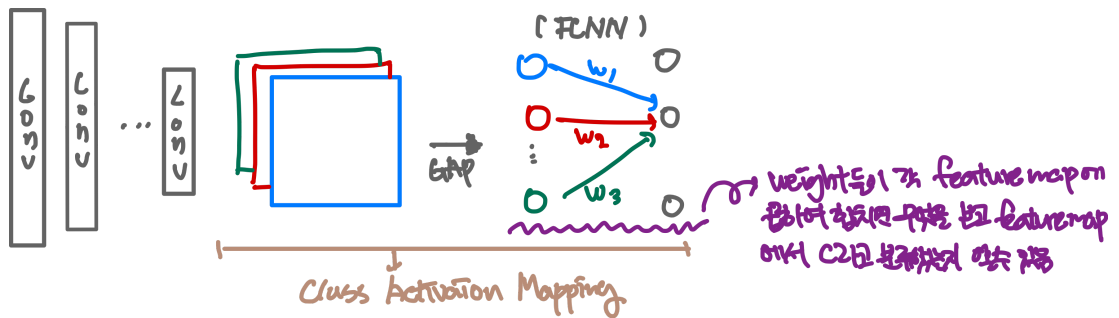 Conv
Conv
...
Conv
GAP
(FCNN)
w1
w2
w3
weight들이 각 feature map에
곱하여 합치면 무엇을 보고 feature map
에서 C2라고 분류했는지 알 수 있음
Class Activation Mapping